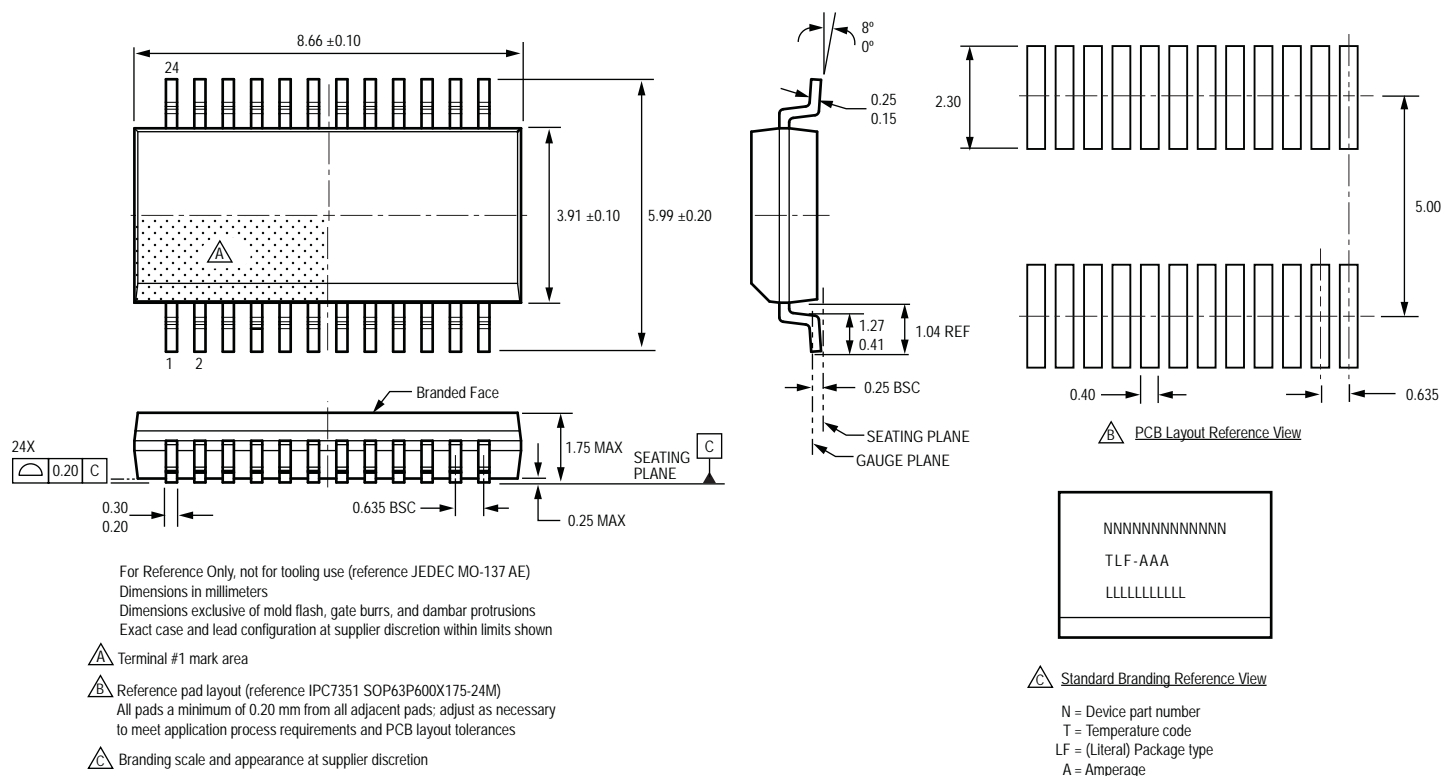 8.66 ±0.10
24
3.91 ±0.10
5.99 ±0.20
A
1 2
8º
0º
0.25
0.15
1.27
0.41
1.04 REF
0.25 BSC
SEATING PLANE
GAUGE PLANE
2.30
5.00
0.40
0.635
B PCB Layout Reference View
Branded Face
24X
0.20 C
1.75 MAX
SEATING
PLANE
C
0.30
0.20
0.635 BSC
0.25 MAX
For Reference Only, not for tooling use (reference JEDEC MO-137 AE)
Dimensions in millimeters
Dimensions exclusive of mold flash, gate burrs, and dambar protrusions
Exact case and lead configuration at supplier discretion within limits shown
A Terminal #1 mark area
B Reference pad layout (reference IPC7351 SOP63P600X175-24M)
All pads a minimum of 0.20 mm from all adjacent pads; adjust as necessary
to meet application process requirements and PCB layout tolerances
C Branding scale and appearance at supplier discretion
NNNNNNNNNNNNN
TLF-AAA
LLLLLLLLLLL
C Standard Branding Reference View
N = Device part number
T = Temperature code
LF = (Literal) Package type
A = Amperage